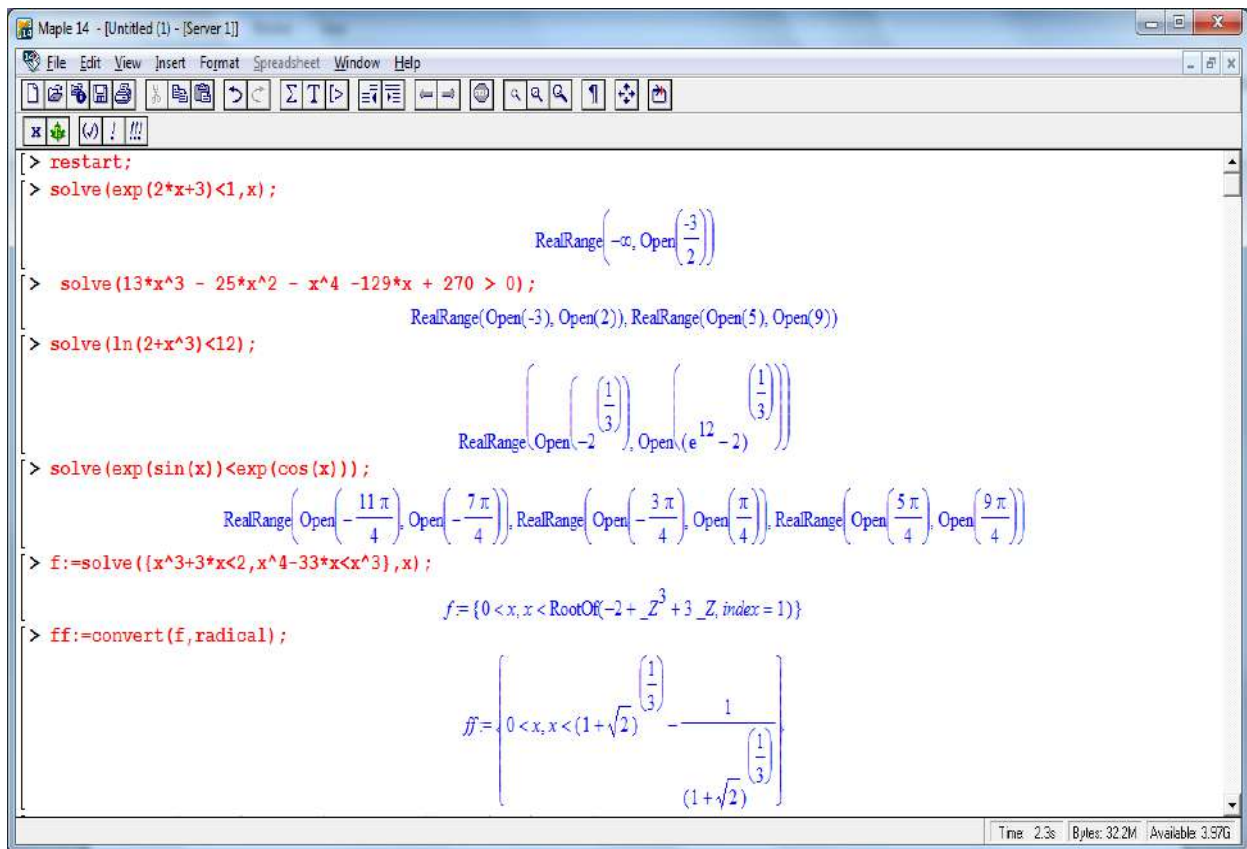 Maple 14 - [Untitled (1) - [Server 1]]
File Edit View Insert Format Spreadsheet Window Help
[> restart;
[> solve(exp(2*x+3)<1,x);
RealRange(-∞, Open(-3/2))
[> solve(13*x^3 - 25*x^2 - x^4 -129*x + 270 > 0);
RealRange(Open(-3), Open(2)), RealRange(Open(5), Open(9))
[> solve(ln(2+x^3)<12);
RealRange(Open(-2^(1/3)), Open((e^12 - 2)^(1/3)))
[> solve(exp(sin(x))<exp(cos(x)));
RealRange(Open(-11 π/4), Open(-7 π/4)), RealRange(Open(-3 π/4), Open(π/4)), RealRange(Open(5 π/4), Open(9 π/4))
[> f:=solve({x^3+3*x<2,x^4-33*x<x^3},x);
f := {0 < x, x < RootOf(-2 + _Z^3 + 3 _Z, index = 1)}
[> ff:=convert(f,radical);
ff := {0 < x, x < (1 + √2)^(1/3) - 1/(1 + √2)^(1/3)}
Time: 2.3s Bytes: 32.2M Available: 3.97G